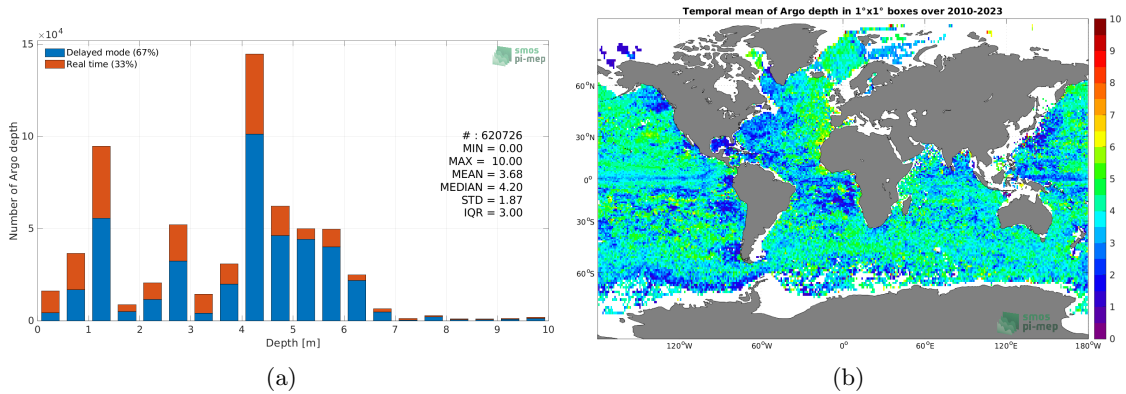 ×10⁴
15
10
5
0
Number of Argo depth
Delayed mode (67%)
Real time (33%)
smos
pi-mep
# : 620726
MIN = 0.00
MAX = 10.00
MEAN = 3.68
MEDIAN = 4.20
STD = 1.87
IQR = 3.00
0 1 2 3 4 5 6 7 8 9 10
Depth [m]
(a)
Temporal mean of Argo depth in 1°x1° boxes over 2010-2023
60°N
30°N
0°
30°S
60°S
120°W 60°W 0° 60°E 120°E 180°W
smos
pi-mep
10
9
8
7
6
5
4
3
2
1
0
(b)